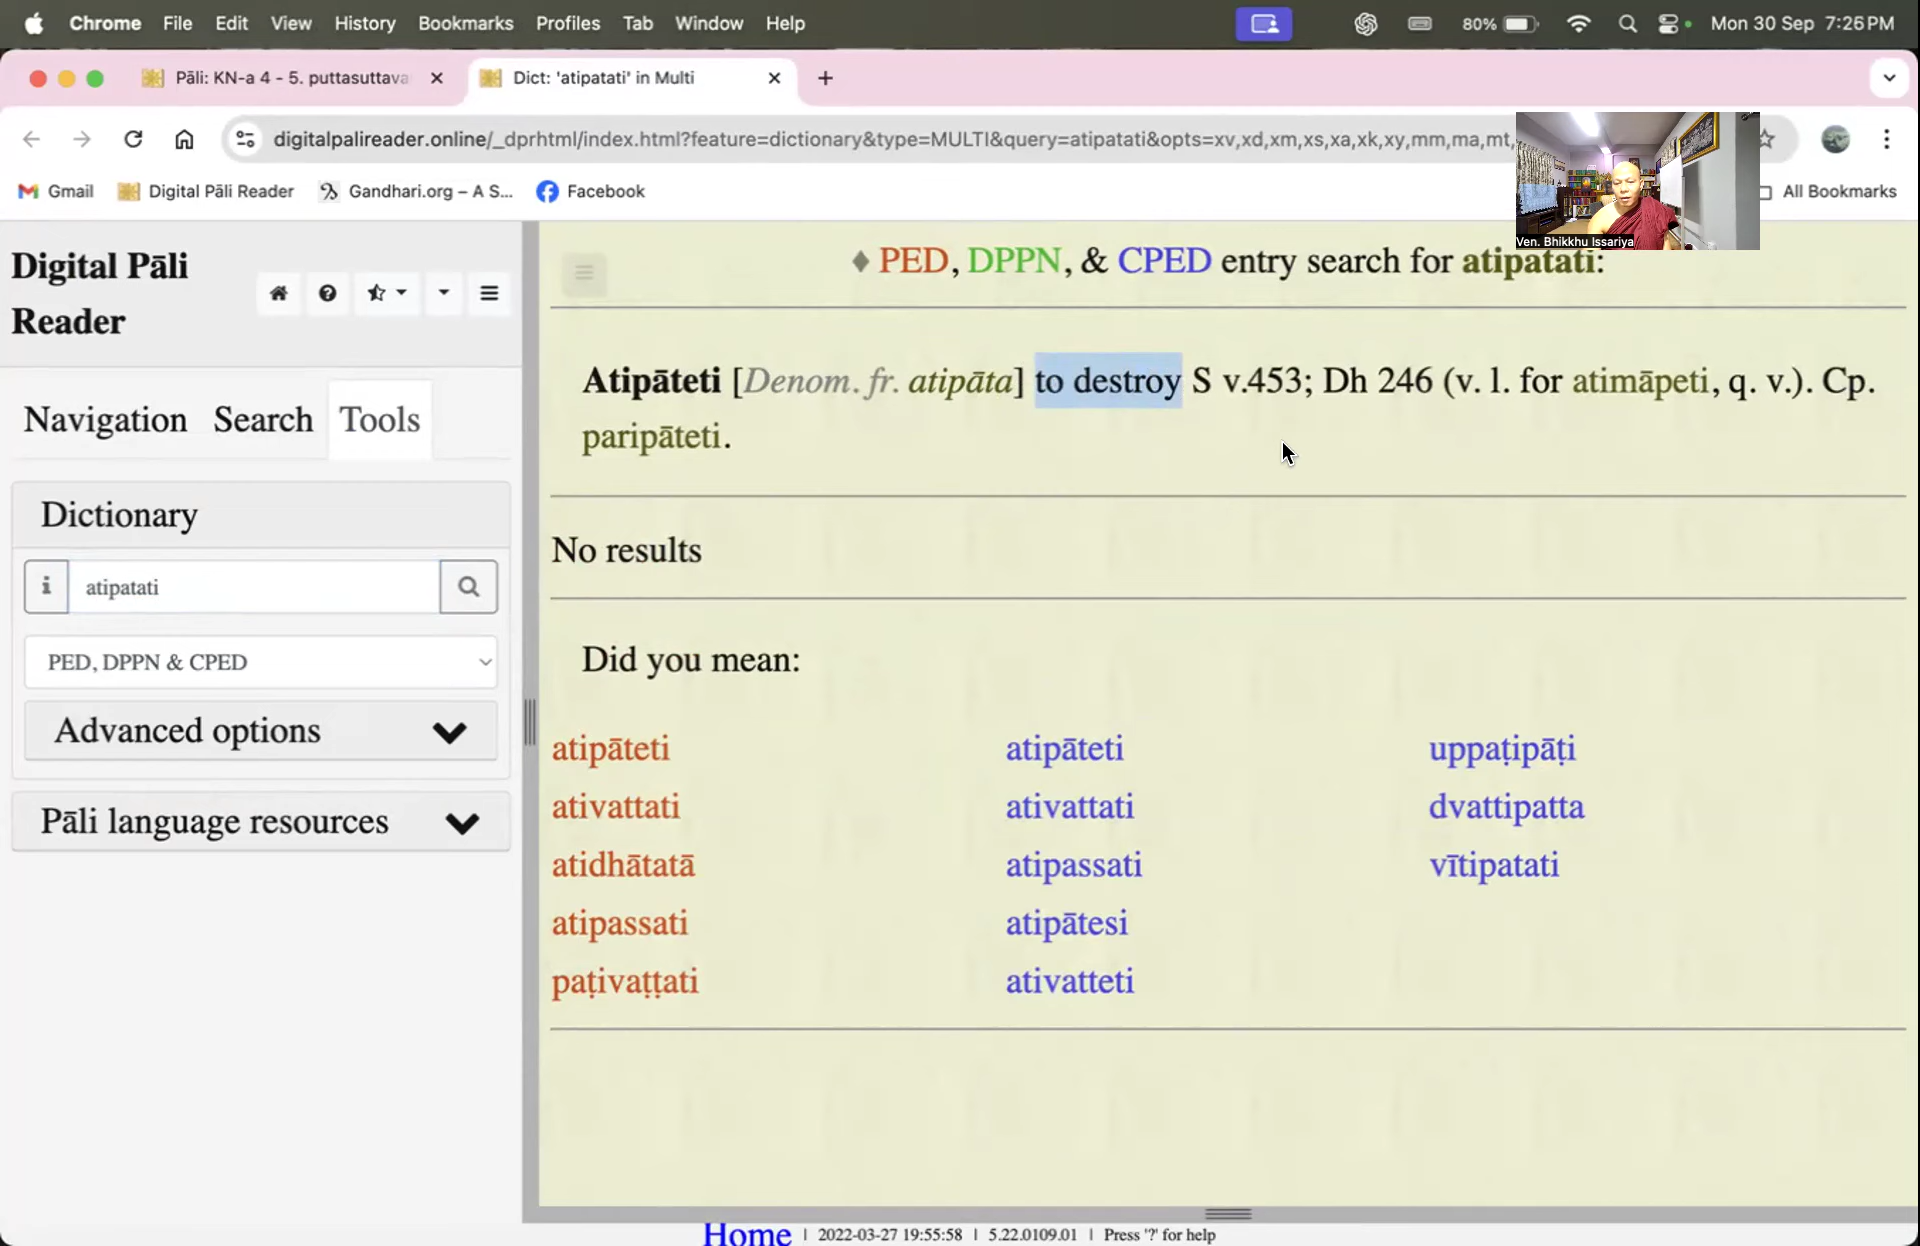 Chrome File Edit View History Bookmarks Profiles Tab Window Help 80% Mon 30 Sep 7:26 PM
Pāli: KN-a 4 - 5. puttasuttava Dict: 'atipatati' in Multi
digitalpalireader.online/_dprhtml/index.html?feature=dictionary&type=MULTI&query=atipatati&opts=xv,xd,xm,xs,xa,xk,xy,mm,ma,mt,
Gmail Digital Pāli Reader Gandhari.org – A S... Facebook All Bookmarks
Ven. Bhikkhu Issariya
Digital Pāli
Reader
Navigation Search Tools
Dictionary
atipatati
PED, DPPN & CPED
Advanced options
Pāli language resources
♦ PED, DPPN, & CPED entry search for atipatati:
Atipāteti [Denom. fr. atipāta] to destroy S v.453; Dh 246 (v. l. for atimāpeti, q. v.). Cp.
paripāteti.
No results
Did you mean:
atipāteti atipāteti uppaṭipāṭi
ativattati ativattati dvattipatta
atidhātatā atipassati vītipatati
atipassati atipātesi
paṭivaṭṭati ativatteti
Home | 2022-03-27 19:55:58 | 5.22.0109.01 | Press '?' for help